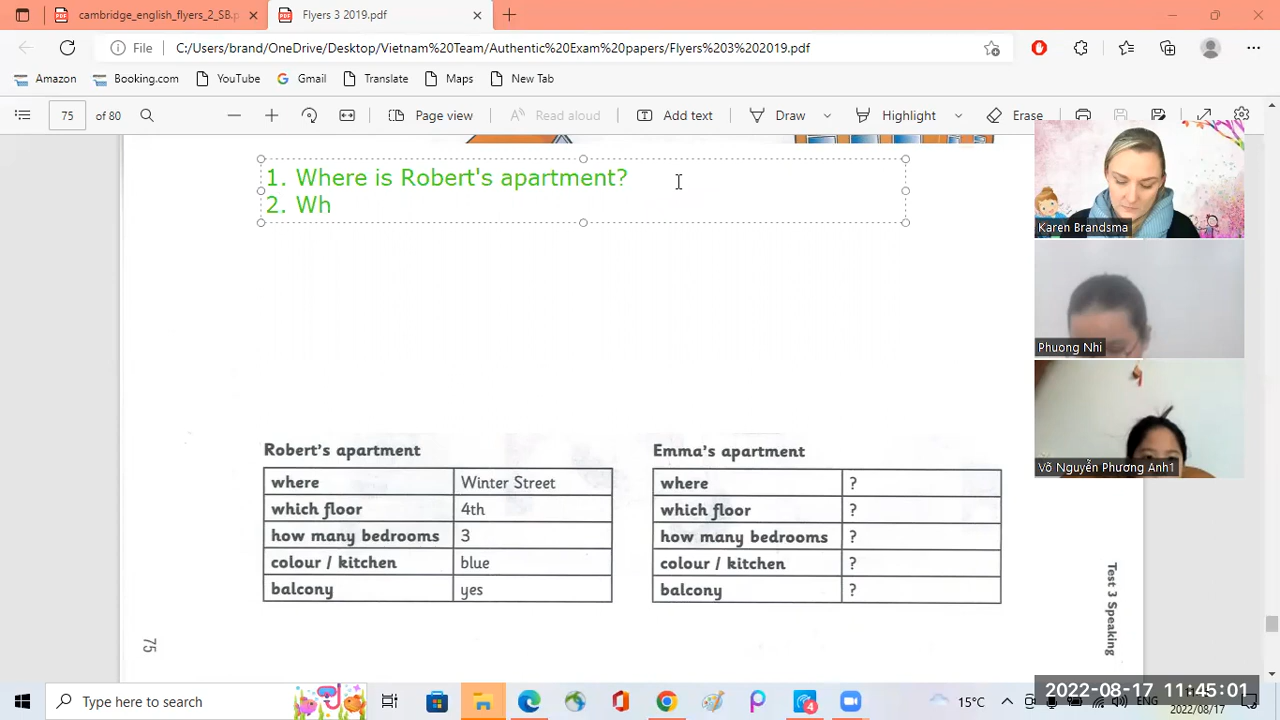 cambridge_english_flyers_2_SB.p
Flyers 3 2019.pdf
File
C:/Users/brand/OneDrive/Desktop/Vietnam%20Team/Authentic%20Exam%20papers/Flyers%203%202019.pdf
Amazon
Booking.com
YouTube
Gmail
Translate
Maps
New Tab
75
of 80
Page view
Read aloud
Add text
Draw
Highlight
Erase
1. Where is Robert's apartment?
2. Wh
Karen Brandsma
Phuong Nhi
Võ Nguyễn Phương Anh1
Robert's apartment
where Winter Street
which floor 4th
how many bedrooms 3
colour / kitchen blue
balcony yes
Emma's apartment
where ?
which floor ?
how many bedrooms ?
colour / kitchen ?
balcony ?
Test 3 Speaking
75
Type here to search
4
15°C
ENG
2022-08-17 11:45:01
2022/08/17